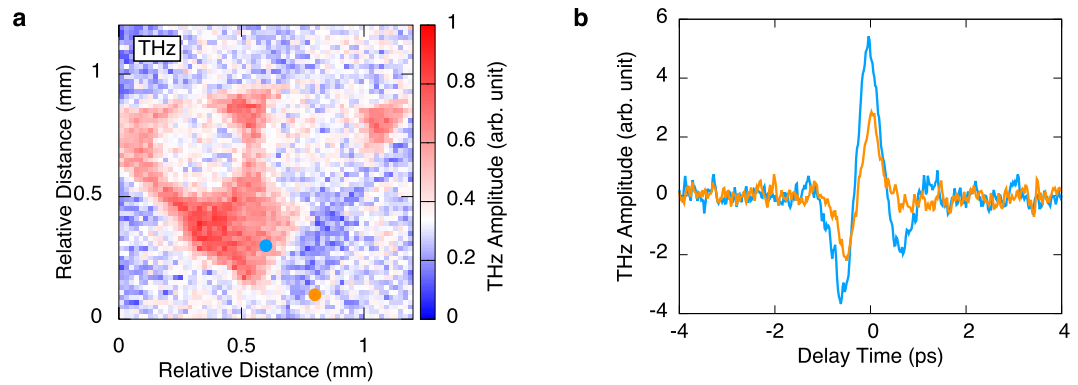 a
THz
1
0.5
0
0
0.5
1
Relative Distance (mm)
Relative Distance (mm)
1
0.8
0.6
0.4
0.2
0
THz Amplitude (arb. unit)
b
6
4
2
0
-2
-4
-4
-2
0
2
4
THz Amplitude (arb. unit)
Delay Time (ps)